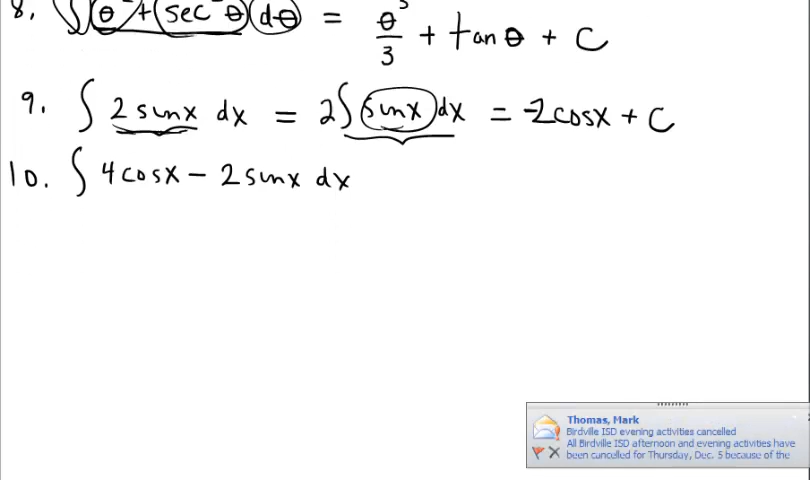 8. ∫ θ² + sec² θ dθ = θ³/3 + tan θ + C
9. ∫ 2 sinx dx = 2∫ sinx dx = -2cosx + C
10. ∫ 4cosx - 2sinx dx
Thomas, Mark
Birdville ISD evening activities cancelled
All Birdville ISD afternoon and evening activities have
been cancelled for Thursday, Dec. 5 because of the